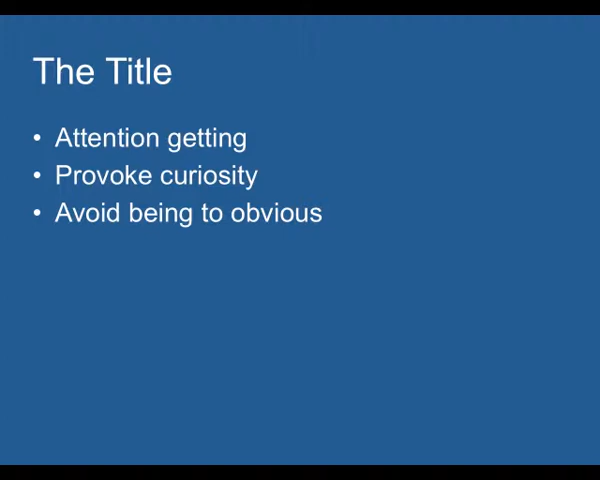 The Title
• Attention getting
• Provoke curiosity
• Avoid being to obvious